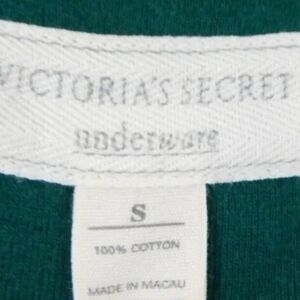 VICTORIA'S SECRET
underware
S
100% COTTON
MADE IN MACAU